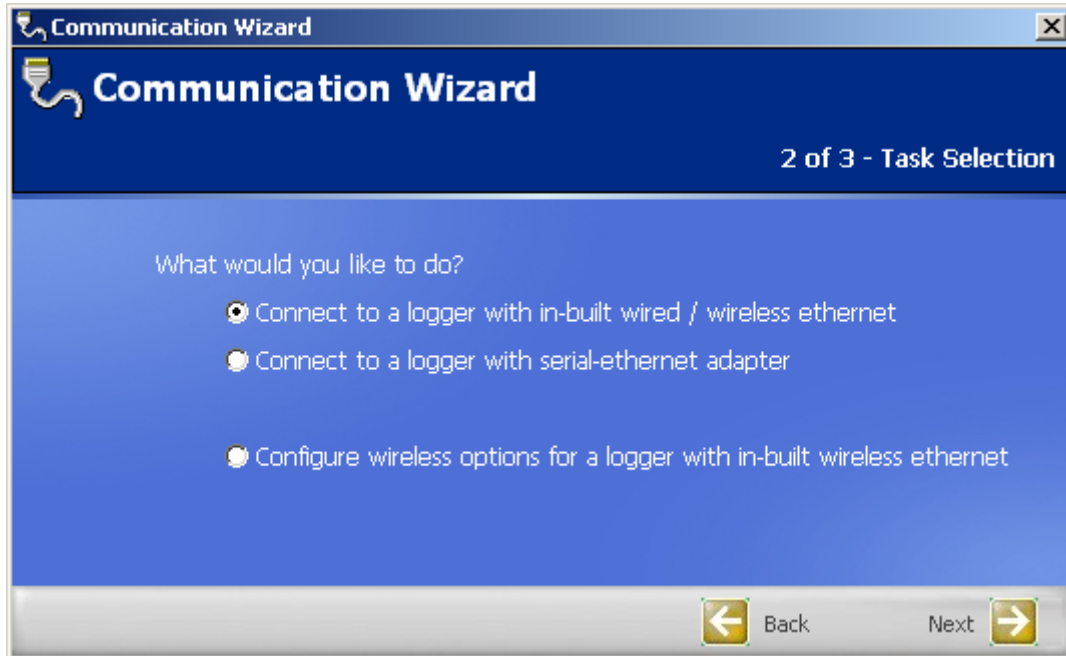 Communication Wizard
Communication Wizard
2 of 3 - Task Selection
What would you like to do?
Connect to a logger with in-built wired / wireless ethernet
Connect to a logger with serial-ethernet adapter
Configure wireless options for a logger with in-built wireless ethernet
Back Next